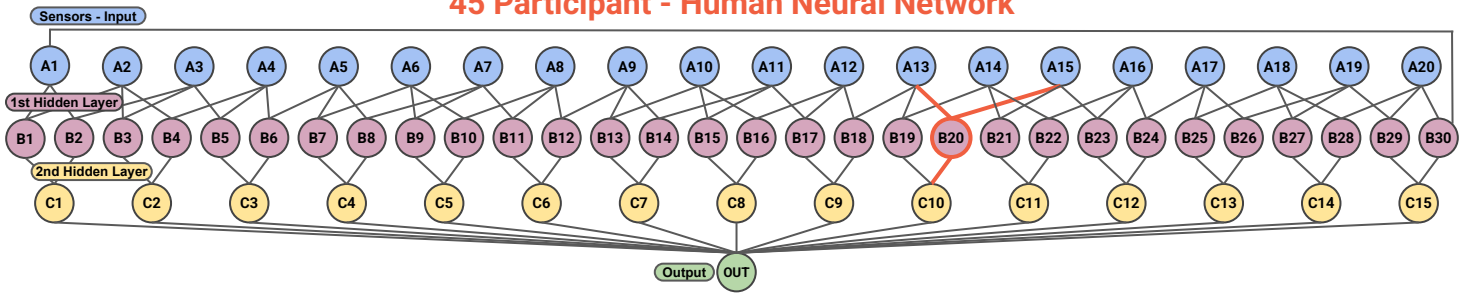 45 Participant - Human Neural Network
Sensors - Input
A1 A2 A3 A4 A5 A6 A7 A8 A9 A10 A11 A12 A13 A14 A15 A16 A17 A18 A19 A20
1st Hidden Layer
B1 B2 B3 B4 B5 B6 B7 B8 B9 B10 B11 B12 B13 B14 B15 B16 B17 B18 B19 B20 B21 B22 B23 B24 B25 B26 B27 B28 B29 B30
2nd Hidden Layer
C1 C2 C3 C4 C5 C6 C7 C8 C9 C10 C11 C12 C13 C14 C15
Output OUT